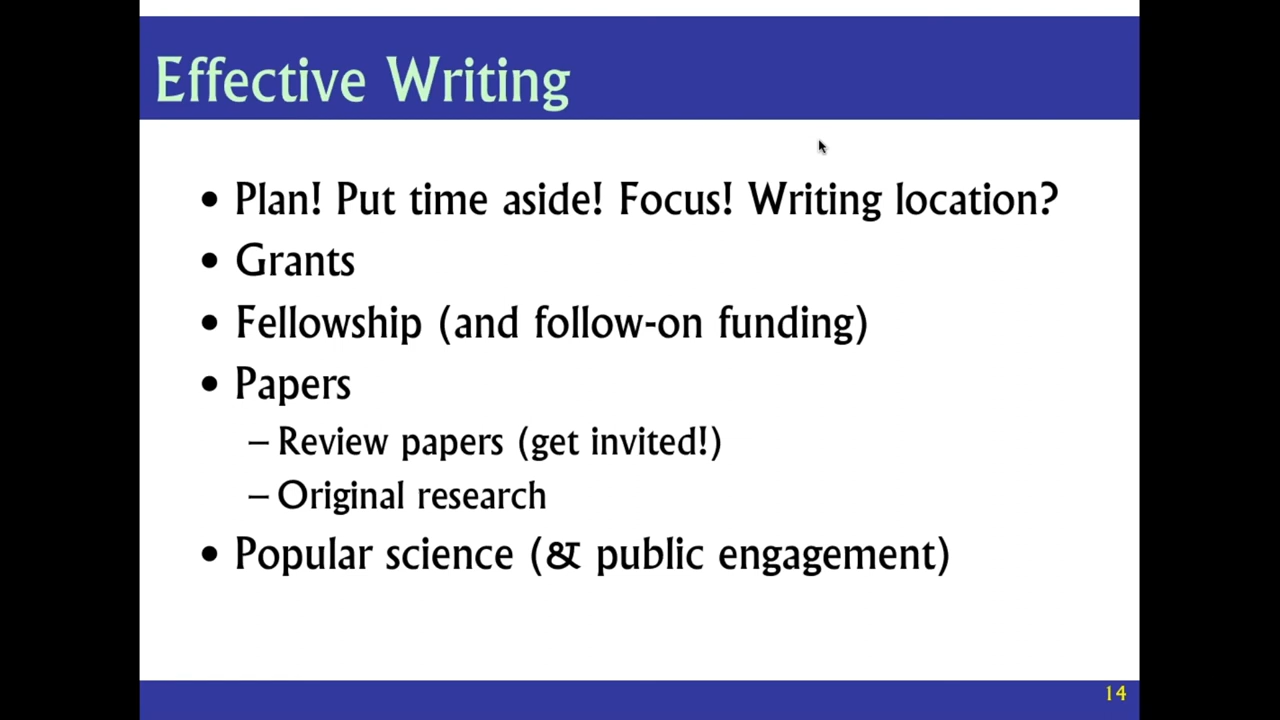 Effective Writing
• Plan! Put time aside! Focus! Writing location?
• Grants
• Fellowship (and follow-on funding)
• Papers
– Review papers (get invited!)
– Original research
• Popular science (& public engagement)
14